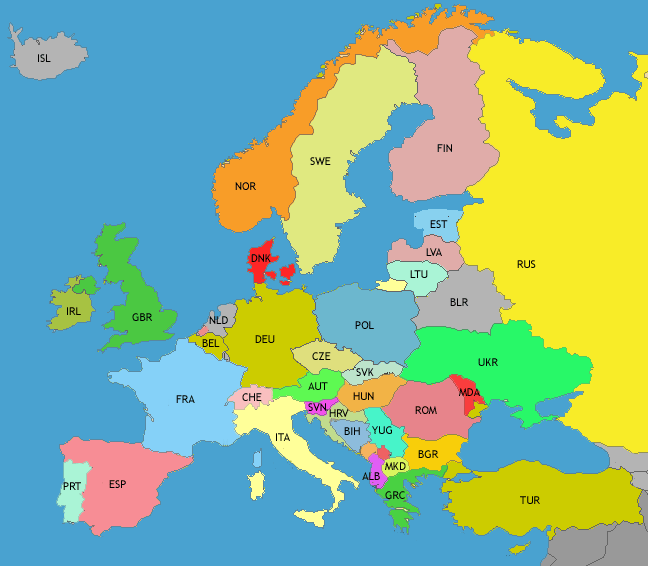 ISL
SWE
FIN
NOR
EST
LVA
RUS
DNK
LTU
BLR
IRL
GBR
NLD
POL
BEL
DEU
CZE
UKR
SVK
AUT
FRA
CHE
HUN
MDA
SVN
HRV
ROM
ITA
BIH
YUG
BGR
MKD
ALB
PRT
ESP
GRC
TUR